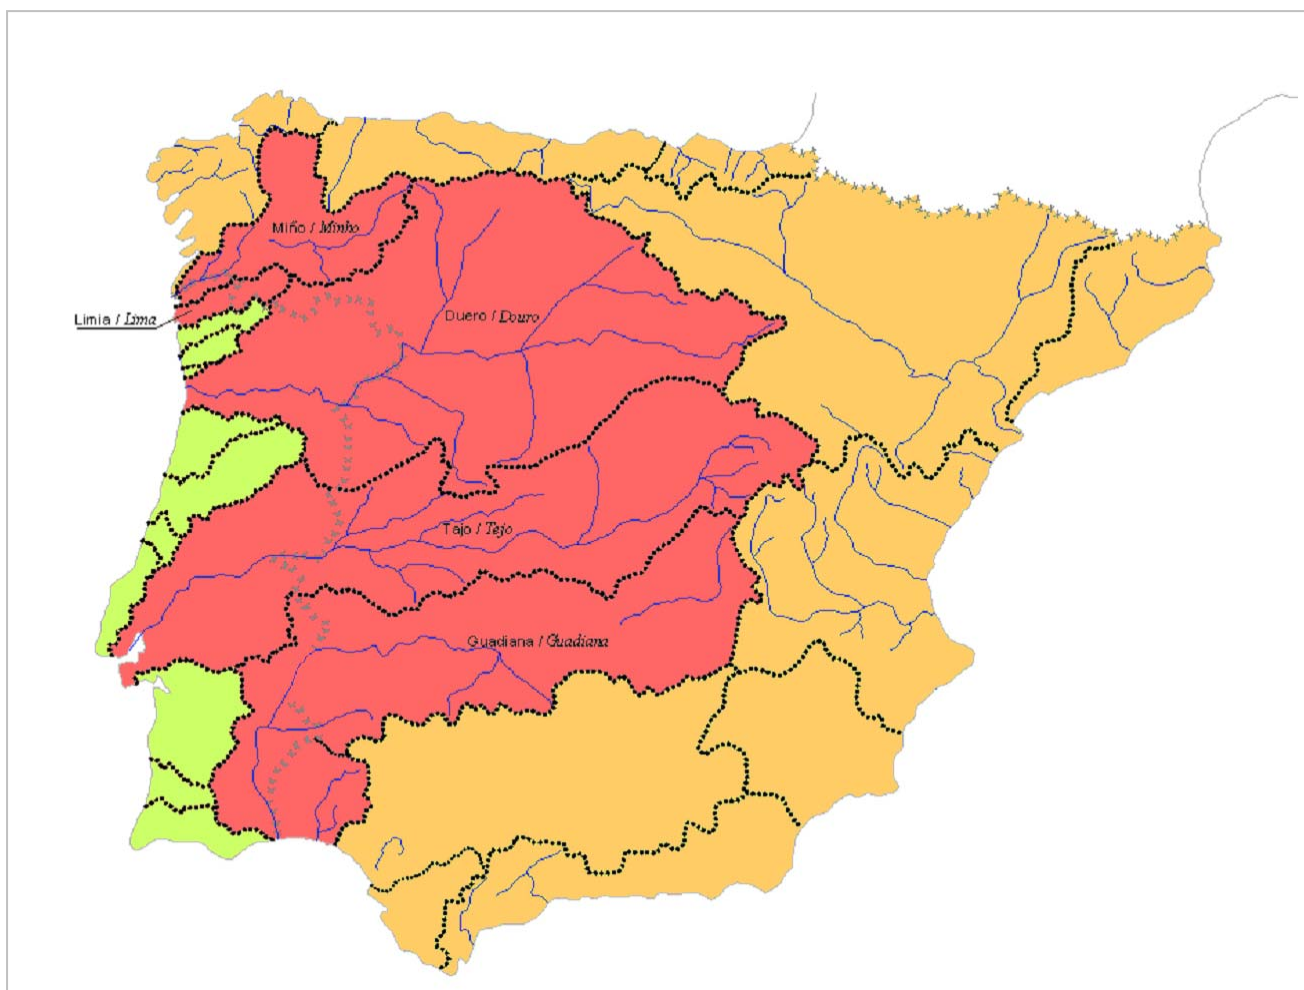 Miño / Minho
Limia / Lima
Duero / Douro
Tajo / Tejo
Guadiana / Guadiana